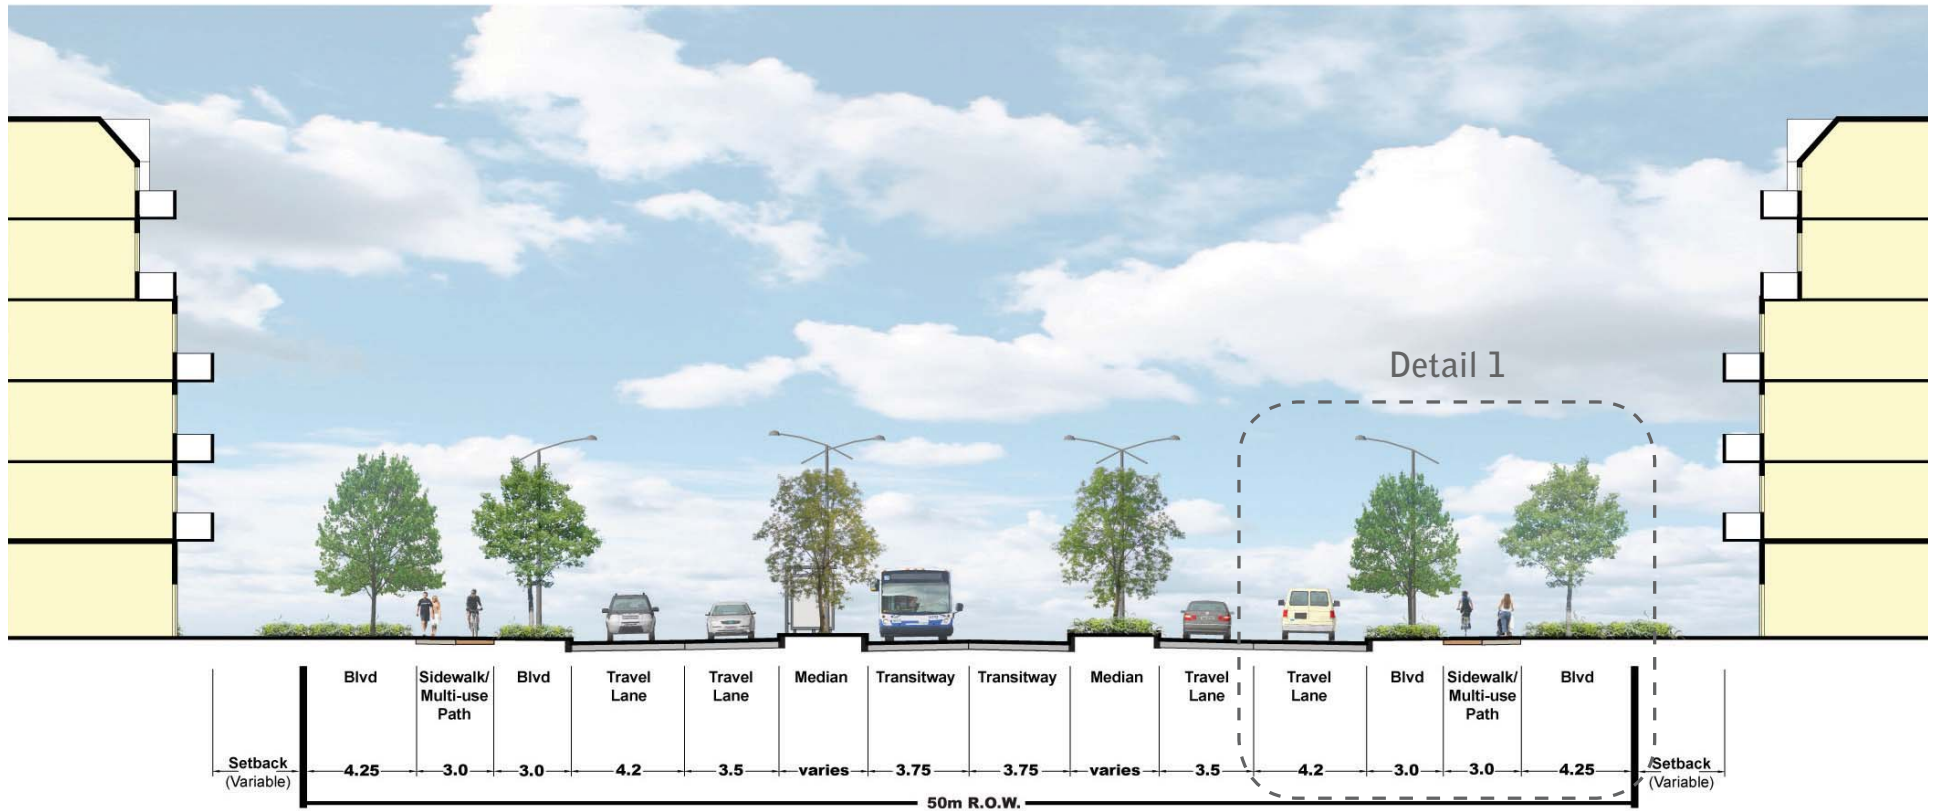 Detail 1
Blvd
Sidewalk/
Multi-use
Path
Blvd
Travel
Lane
Travel
Lane
Median
Transitway
Transitway
Median
Travel
Lane
Travel
Lane
Blvd
Sidewalk/
Multi-use
Path
Blvd
Setback
(Variable)
4.25
3.0
3.0
4.2
3.5
varies
3.75
3.75
varies
3.5
4.2
3.0
3.0
4.25
Setback
(Variable)
50m R.O.W.